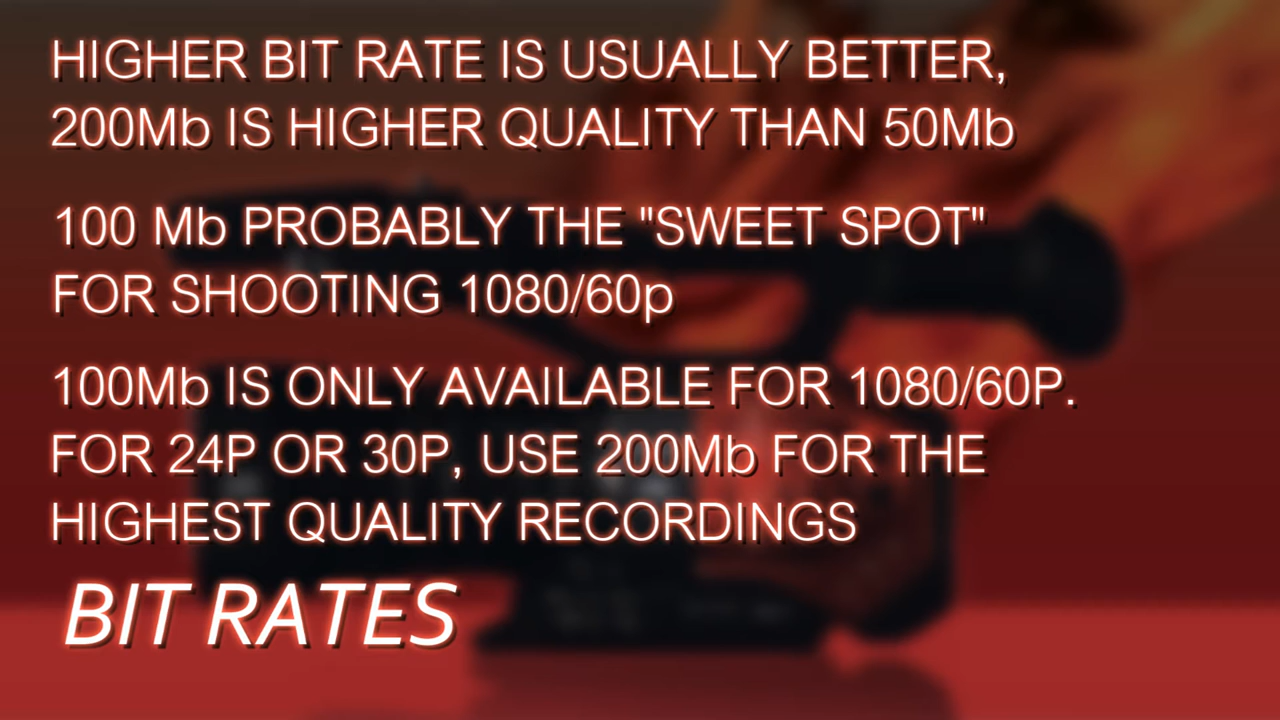 HIGHER BIT RATE IS USUALLY BETTER,
200Mb IS HIGHER QUALITY THAN 50Mb
100 Mb PROBABLY THE "SWEET SPOT"
FOR SHOOTING 1080/60p
100Mb IS ONLY AVAILABLE FOR 1080/60P.
FOR 24P OR 30P, USE 200Mb FOR THE
HIGHEST QUALITY RECORDINGS
BIT RATES